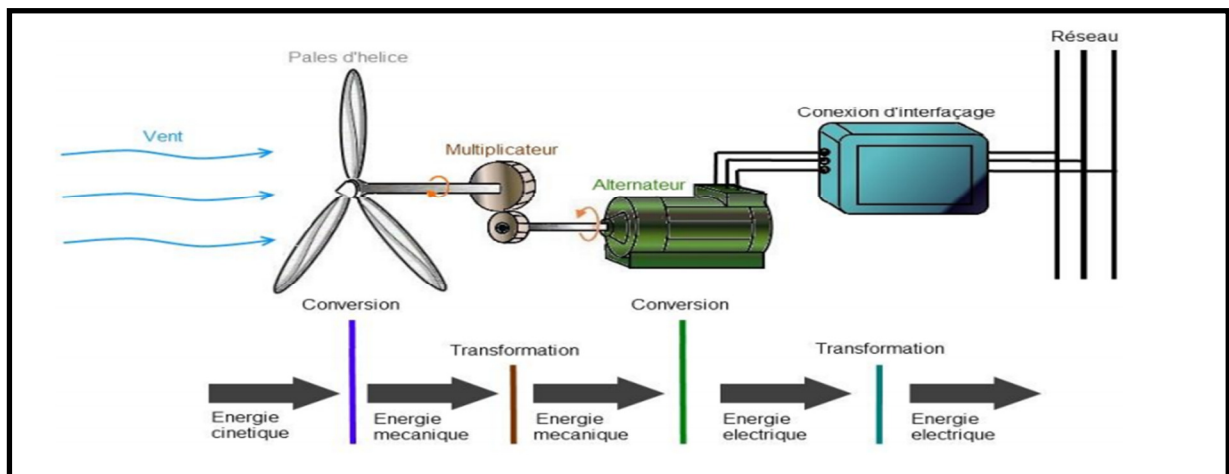 Réseau
Pales d'helice
Conexion d'interfaçage
Vent
Multiplicateur
Alternateur
Conversion
Conversion
Transformation
Transformation
Energie
cinetique
Energie
mecanique
Energie
mecanique
Energie
electrique
Energie
electrique